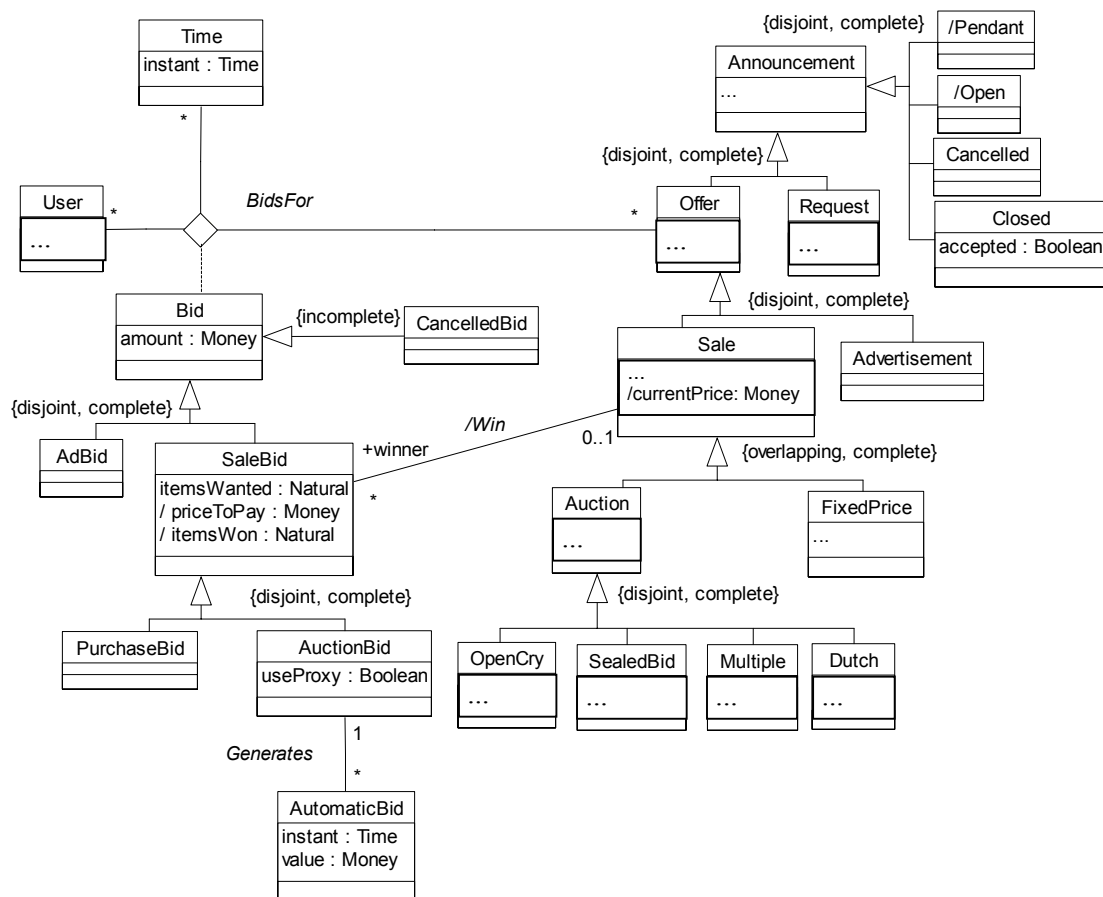 Time
instant : Time
*
{disjoint, complete}
/Pendant
Announcement
...
/Open
Cancelled
Closed
accepted : Boolean
{disjoint, complete}
User
...
*
BidsFor
*
Offer
...
Request
...
Bid
amount : Money
{incomplete}
CancelledBid
{disjoint, complete}
Sale
...
/currentPrice: Money
Advertisement
{disjoint, complete}
AdBid
SaleBid
itemsWanted : Natural
/ priceToPay : Money
/ itemsWon : Natural
/Win
+winner
*
0..1
{overlapping, complete}
Auction
...
FixedPrice
...
{disjoint, complete}
PurchaseBid
AuctionBid
useProxy : Boolean
{disjoint, complete}
OpenCry
...
SealedBid
...
Multiple
...
Dutch
...
1
Generates
*
AutomaticBid
instant : Time
value : Money